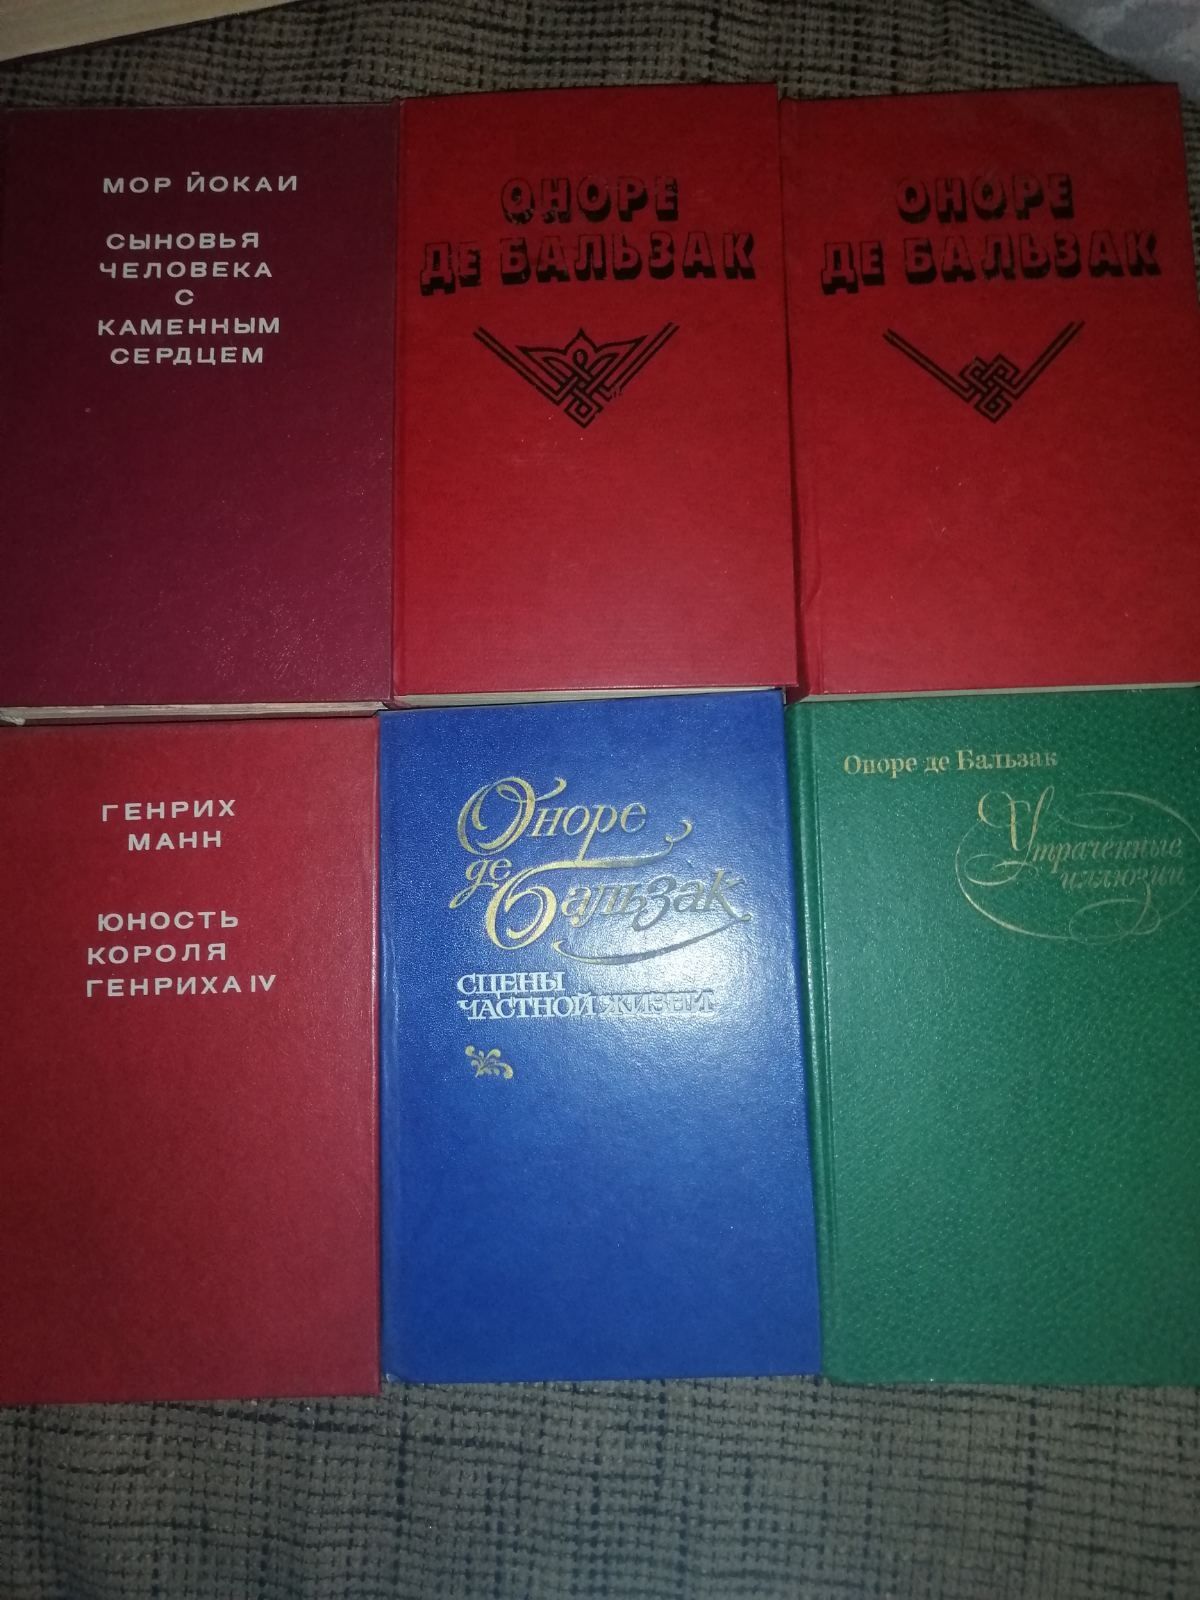 МОР ЙОКАИ
СЫНОВЬЯ
ЧЕЛОВЕКА
С
КАМЕННЫМ
СЕРДЦЕМ
ОНОРЕ
ДЕ БАЛЬЗАК
ОНОРЕ
ДЕ БАЛЬЗАК
ГЕНРИХ
МАНН
ЮНОСТЬ
КОРОЛЯ
ГЕНРИХА IV
Оноре
де
Бальзак
СЦЕНЫ
ЧАСТНОЙ ЖИЗНИ
Оноре де Бальзак
Утраченные
иллюзии